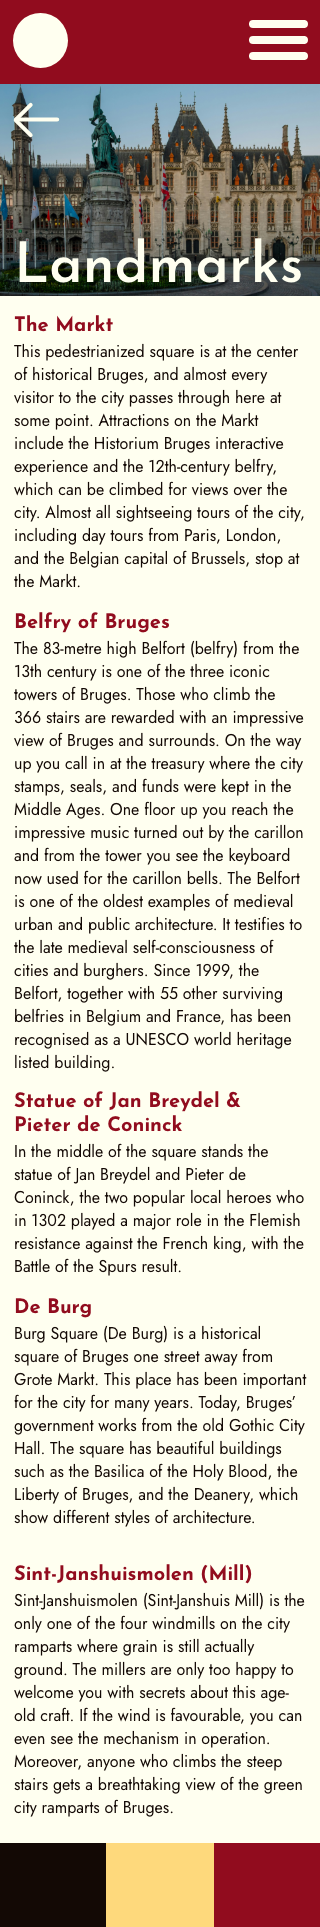 Landmarks
The Markt
This pedestrianized square is at the center
of historical Bruges, and almost every
visitor to the city passes through here at
some point. Attractions on the Markt
include the Historium Bruges interactive
experience and the 12th-century belfry,
which can be climbed for views over the
city. Almost all sightseeing tours of the city,
including day tours from Paris, London,
and the Belgian capital of Brussels, stop at
the Markt.
Belfry of Bruges
The 83-metre high Belfort (belfry) from the
13th century is one of the three iconic
towers of Bruges. Those who climb the
366 stairs are rewarded with an impressive
view of Bruges and surrounds. On the way
up you call in at the treasury where the city
stamps, seals, and funds were kept in the
Middle Ages. One floor up you reach the
impressive music turned out by the carillon
and from the tower you see the keyboard
now used for the carillon bells. The Belfort
is one of the oldest examples of medieval
urban and public architecture. It testifies to
the late medieval self-consciousness of
cities and burghers. Since 1999, the
Belfort, together with 55 other surviving
belfries in Belgium and France, has been
recognised as a UNESCO world heritage
listed building.
Statue of Jan Breydel &
Pieter de Coninck
In the middle of the square stands the
statue of Jan Breydel and Pieter de
Coninck, the two popular local heroes who
in 1302 played a major role in the Flemish
resistance against the French king, with the
Battle of the Spurs result.
De Burg
Burg Square (De Burg) is a historical
square of Bruges one street away from
Grote Markt. This place has been important
for the city for many years. Today, Bruges’
government works from the old Gothic City
Hall. The square has beautiful buildings
such as the Basilica of the Holy Blood, the
Liberty of Bruges, and the Deanery, which
show different styles of architecture.
Sint-Janshuismolen (Mill)
Sint-Janshuismolen (Sint-Janshuis Mill) is the
only one of the four windmills on the city
ramparts where grain is still actually
ground. The millers are only too happy to
welcome you with secrets about this age-
old craft. If the wind is favourable, you can
even see the mechanism in operation.
Moreover, anyone who climbs the steep
stairs gets a breathtaking view of the green
city ramparts of Bruges.